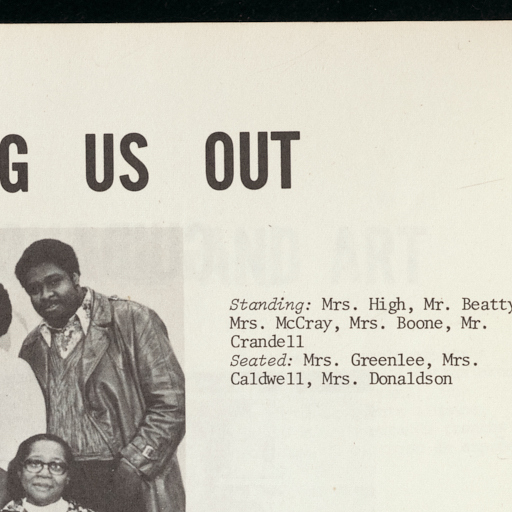 G US OUT
Standing: Mrs. High, Mr. Beatty
Mrs. McCray, Mrs. Boone, Mr.
Crandell
Seated: Mrs. Greenlee, Mrs.
Caldwell, Mrs. Donaldson